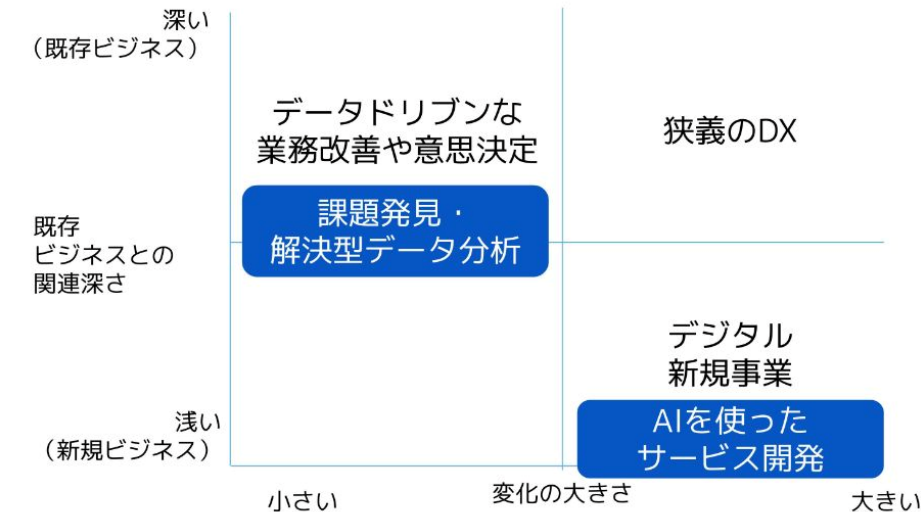 深い
（既存ビジネス）
データドリブンな
業務改善や意思決定
狭義のDX
課題発見・
解決型データ分析
既存
ビジネスとの
関連深さ
デジタル
新規事業
AIを使った
サービス開発
浅い
（新規ビジネス）
小さい
変化の大きさ
大きい